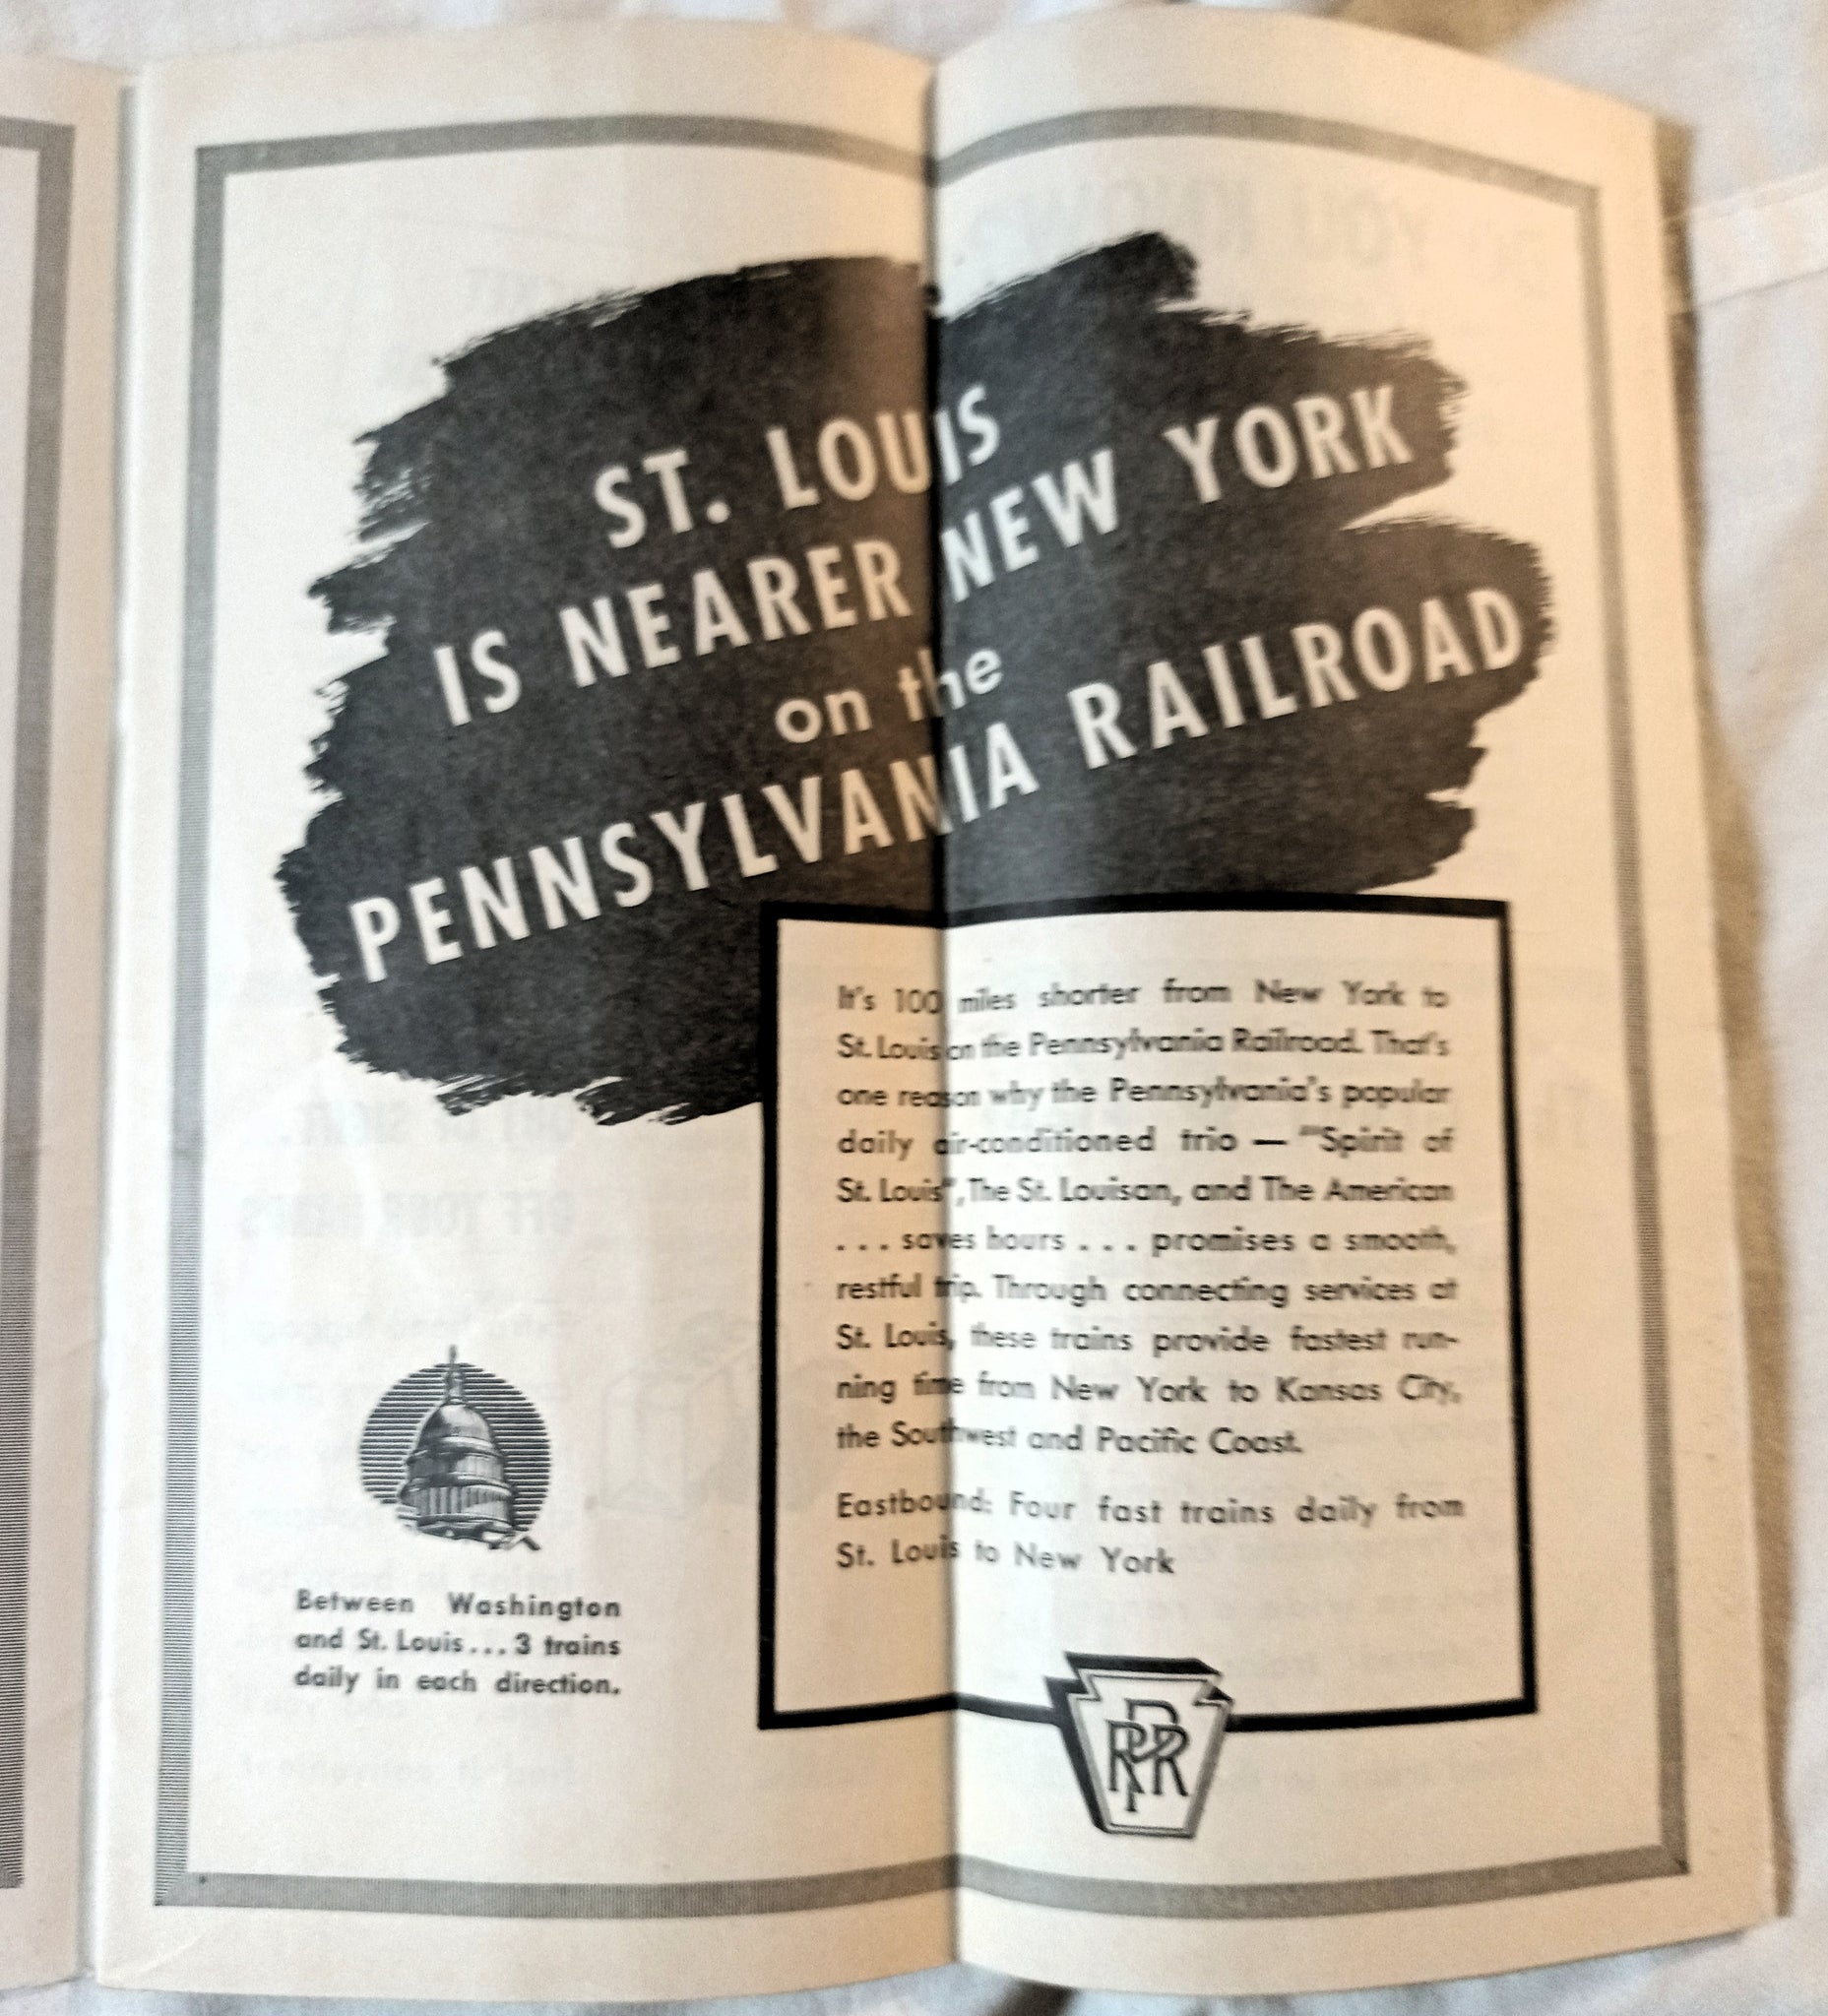 ST. LOUIS
IS NEARER NEW YORK
on the
PENNSYLVANIA RAILROAD
It's 100 miles shorter from New York to
St. Louis on the Pennsylvania Railroad. That's
one reason why the Pennsylvania's popular
daily air-conditioned trio — "Spirit of
St. Louis", The St. Louisan, and The American
. . . saves hours . . . promises a smooth,
restful trip. Through connecting services at
St. Louis, these trains provide fastest run-
ning time from New York to Kansas City,
the Southwest and Pacific Coast.
Eastbound: Four fast trains daily from
St. Louis to New York
Between Washington
and St. Louis . . . 3 trains
daily in each direction.
PRR